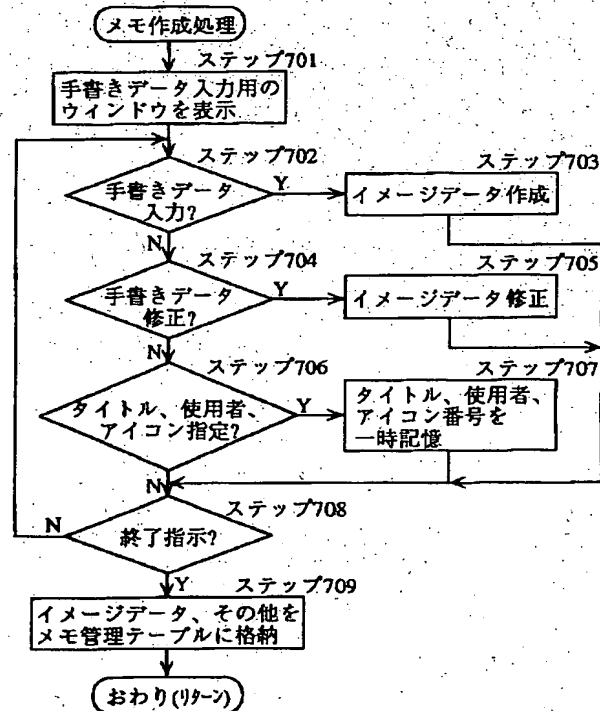 メモ作成処理
ステップ701
手書きデータ入力用の
ウィンドウを表示
ステップ702
手書きデータ
入力?
Y
N
ステップ703
イメージデータ作成
ステップ704
手書きデータ
修正?
Y
N
ステップ705
イメージデータ修正
ステップ706
タイトル、使用者、
アイコン指定?
Y
N
ステップ707
タイトル、使用者、
アイコン番号を
一時記憶
ステップ708
終了指示?
N
Y
ステップ709
イメージデータ、その他を
メモ管理テーブルに格納
おわり(リターン)